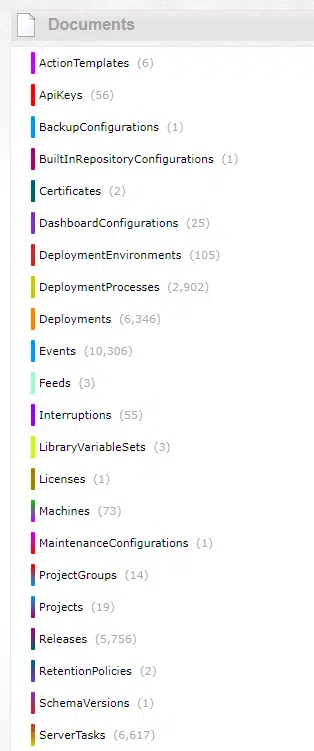 Documents
ActionTemplates (6)
ApiKeys (56)
BackupConfigurations (1)
BuiltInRepositoryConfigurations (1)
Certificates (2)
DashboardConfigurations (25)
DeploymentEnvironments (105)
DeploymentProcesses (2,902)
Deployments (6,346)
Events (10,306)
Feeds (3)
Interruptions (55)
LibraryVariableSets (3)
Licenses (1)
Machines (73)
MaintenanceConfigurations (1)
ProjectGroups (14)
Projects (19)
Releases (5,756)
RetentionPolicies (2)
SchemaVersions (1)
ServerTasks (6,617)